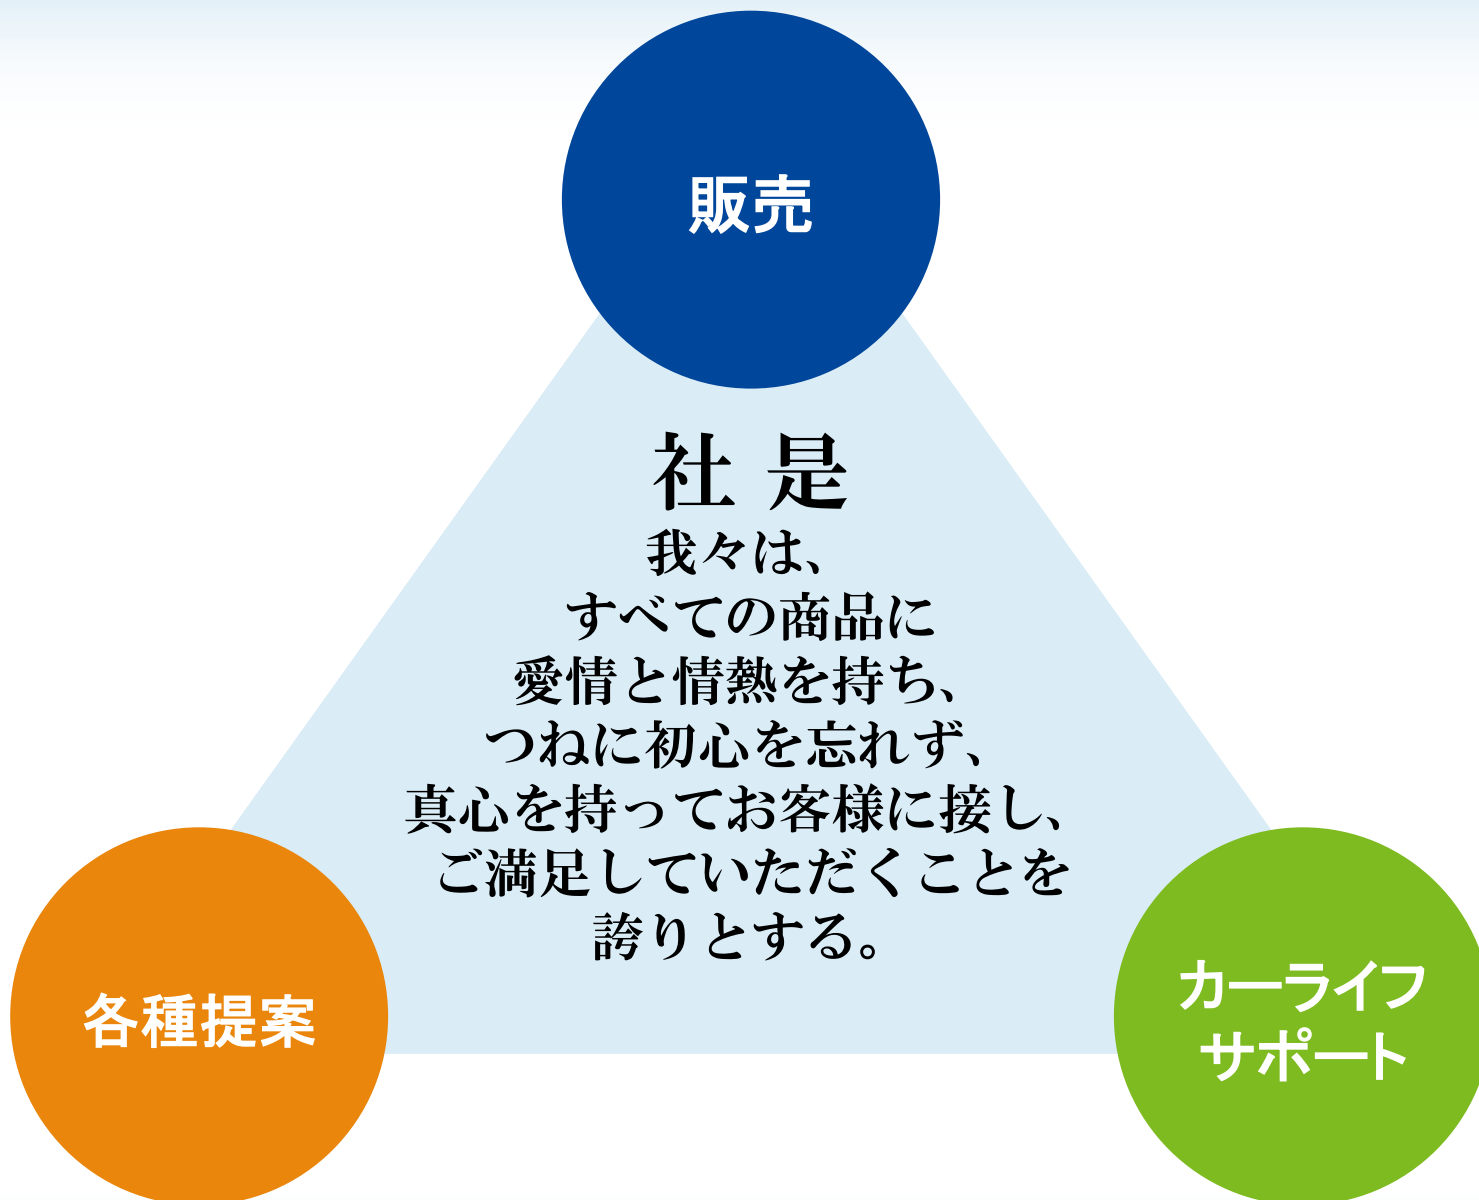 販売
社是
我々は、
すべての商品に
愛情と情熱を持ち、
つねに初心を忘れず、
真心を持ってお客様に接し、
ご満足していただくことを
誇りとする。
各種提案
カーライフ
サポート